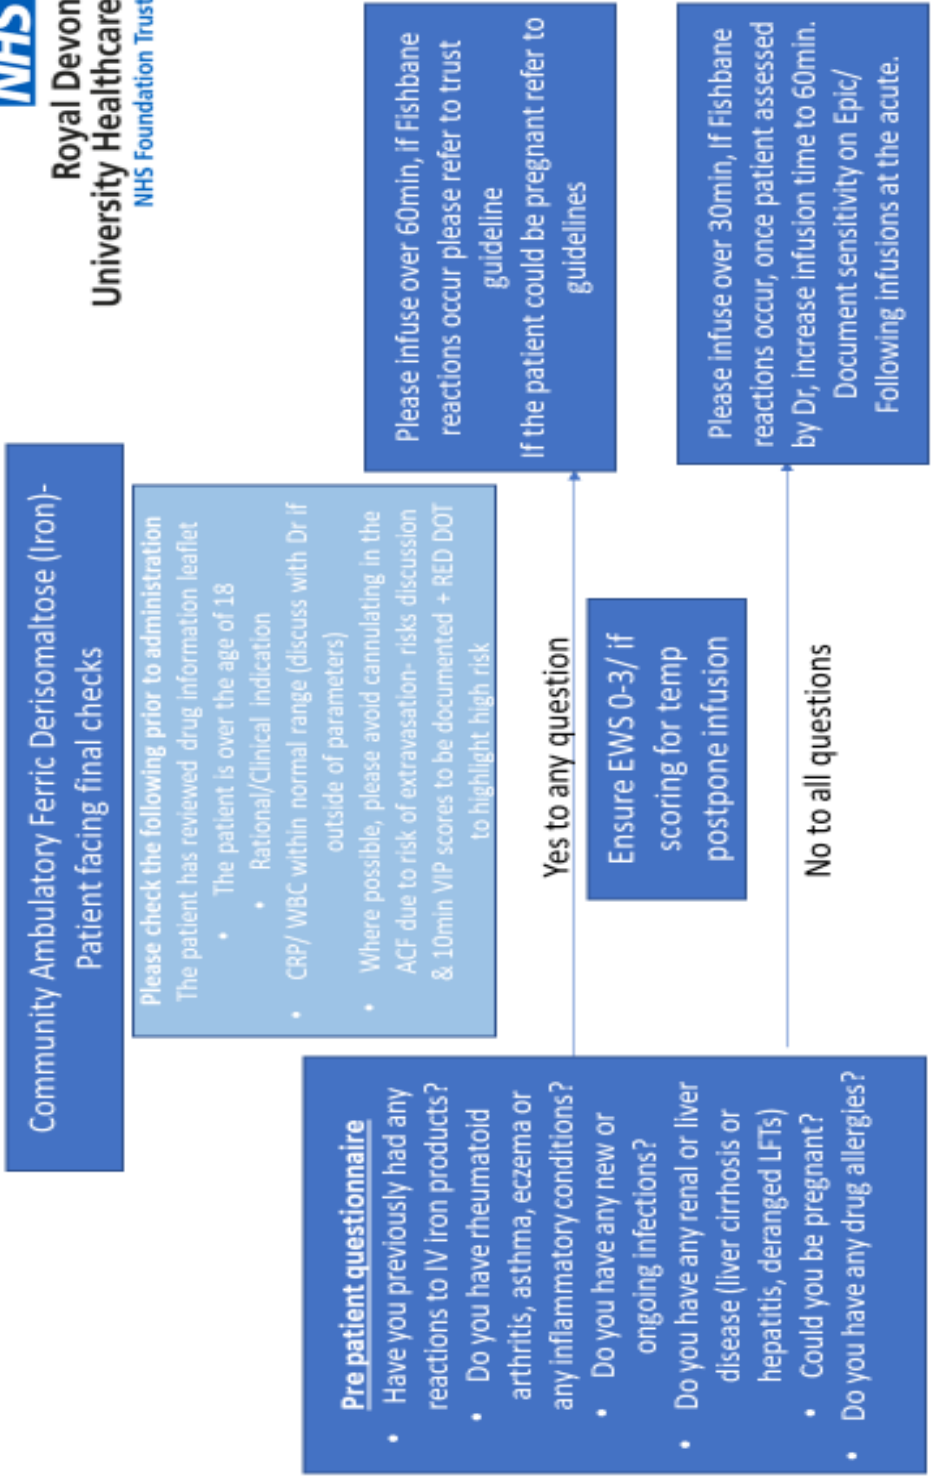 NHS
Royal Devon
University Healthcare
NHS Foundation Trust
Community Ambulatory Ferric Derisomaltose (Iron)-
Patient facing final checks
Please check the following prior to administration
The patient has reviewed drug information leaflet
• The patient is over the age of 18
• Rational/Clinical indication
• CRP/ WBC within normal range (discuss with Dr if
outside of parameters)
• Where possible, please avoid cannulating in the
ACF due to risk of extravasation- risks discussion
& 10min VIP scores to be documented + RED DOT
to highlight high risk
Pre patient questionnaire
• Have you previously had any
reactions to IV iron products?
• Do you have rheumatoid
arthritis, asthma, eczema or
any inflammatory conditions?
• Do you have any new or
ongoing infections?
• Do you have any renal or liver
disease (liver cirrhosis or
hepatitis, deranged LFTs)
• Could you be pregnant?
• Do you have any drug allergies?
Yes to any question
Ensure EWS 0-3/ if
scoring for temp
postpone infusion
No to all questions
Please infuse over 60min, if Fishbane
reactions occur please refer to trust
guideline
If the patient could be pregnant refer to
guidelines
Please infuse over 30min, If Fishbane
reactions occur, once patient assessed
by Dr, increase infusion time to 60min.
Document sensitivity on Epic/
Following infusions at the acute.